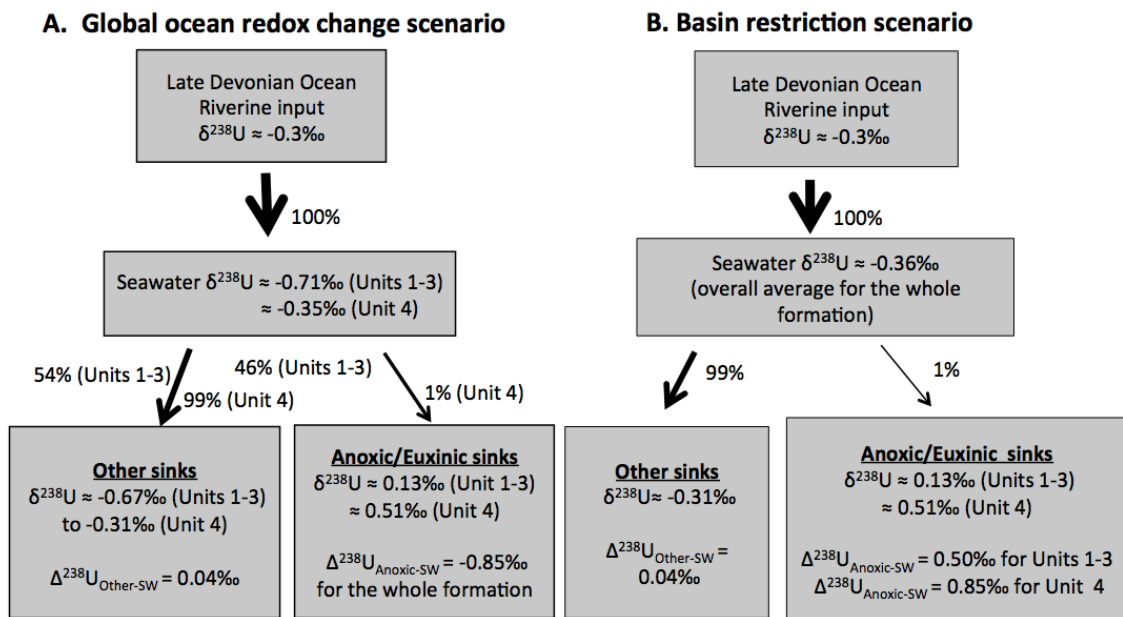 A. Global ocean redox change scenario
Late Devonian Ocean
Riverine input
δ²³⁸U ≈ -0.3‰
100%
Seawater δ²³⁸U ≈ -0.71‰ (Units 1-3)
≈ -0.35‰ (Unit 4)
54% (Units 1-3)
99% (Unit 4)
46% (Units 1-3)
1% (Unit 4)
Other sinks
δ²³⁸U ≈ -0.67‰ (Units 1-3)
to -0.31‰ (Unit 4)
Δ²³⁸U_Other-SW = 0.04‰
Anoxic/Euxinic sinks
δ²³⁸U ≈ 0.13‰ (Unit 1-3)
≈ 0.51‰ (Unit 4)
Δ²³⁸U_Anoxic-SW = -0.85‰
for the whole formation
B. Basin restriction scenario
Late Devonian Ocean
Riverine input
δ²³⁸U ≈ -0.3‰
100%
Seawater δ²³⁸U ≈ -0.36‰
(overall average for the whole
formation)
99%
1%
Other sinks
δ²³⁸U≈ -0.31‰
Δ²³⁸U_Other-SW =
0.04‰
Anoxic/Euxinic sinks
δ²³⁸U ≈ 0.13‰ (Units 1-3)
≈ 0.51‰ (Unit 4)
Δ²³⁸U_Anoxic-SW = 0.50‰ for Units 1-3
Δ²³⁸U_Anoxic-SW = 0.85‰ for Unit 4